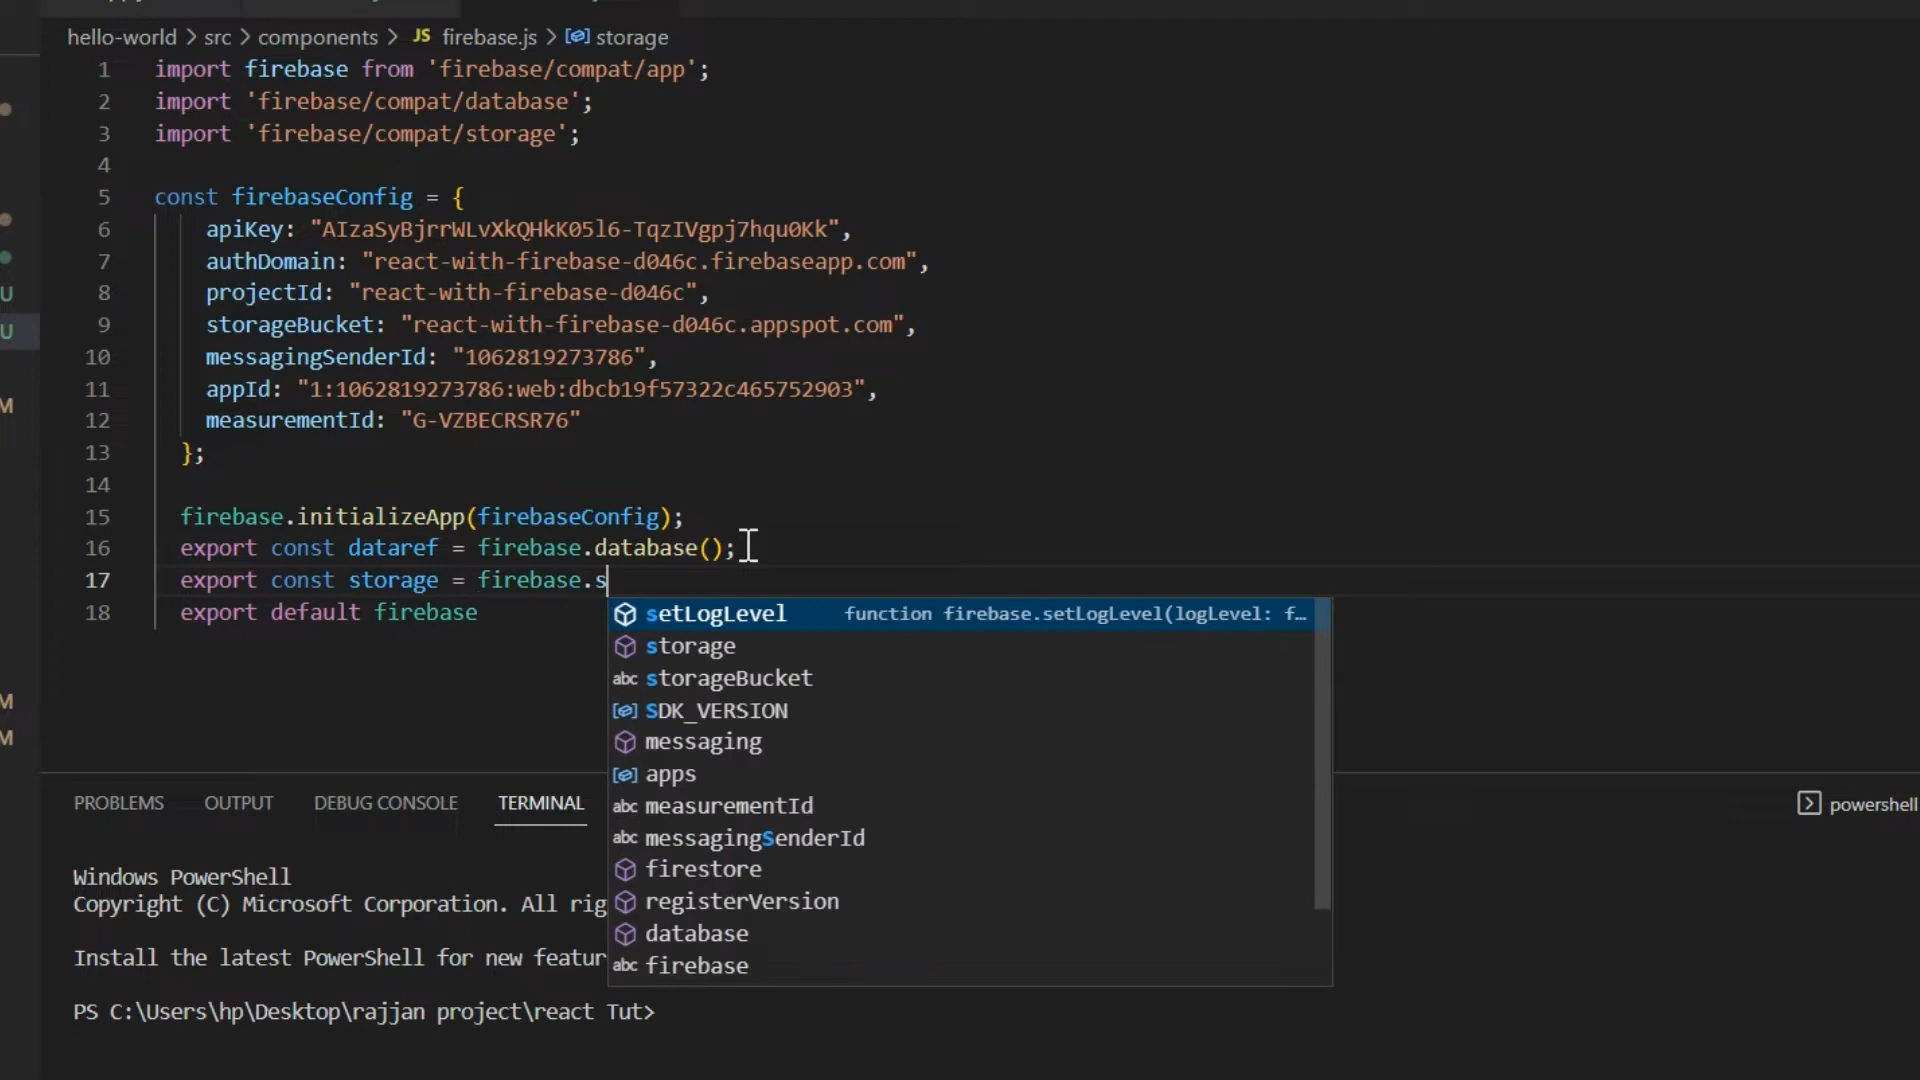 hello-world > src > components > JS firebase.js > storage
1 import firebase from 'firebase/compat/app';
2 import 'firebase/compat/database';
3 import 'firebase/compat/storage';
4
5 const firebaseConfig = {
6 apiKey: "AIzaSyBjrrWLvXkQHkK05l6-TqzIVgpj7hqu0Kk",
7 authDomain: "react-with-firebase-d046c.firebaseapp.com",
8 projectId: "react-with-firebase-d046c",
9 storageBucket: "react-with-firebase-d046c.appspot.com",
10 messagingSenderId: "1062819273786",
11 appId: "1:1062819273786:web:dbcb19f57322c465752903",
12 measurementId: "G-VZBECRSR76"
13 };
14
15 firebase.initializeApp(firebaseConfig);
16 export const dataref = firebase.database();
17 export const storage = firebase.s
18 export default firebase
setLogLevel function firebase.setLogLevel(logLevel: f…
storage
abc storageBucket
SDK_VERSION
messaging
apps
abc measurementId
abc messagingSenderId
firestore
registerVersion
database
abc firebase
U
U
M
M
M
PROBLEMS OUTPUT DEBUG CONSOLE TERMINAL
powershell
Windows PowerShell
Copyright (C) Microsoft Corporation. All rig
Install the latest PowerShell for new featur
PS C:\Users\hp\Desktop\rajjan project\react Tut>